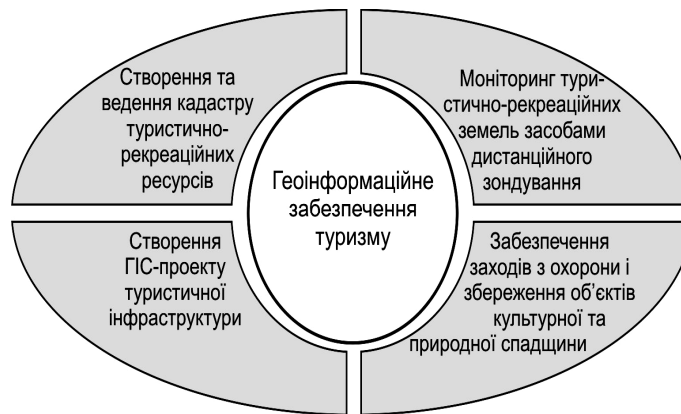 Створення та
ведення кадастру
туристично-
рекреаційних
ресурсів
Моніторинг тури-
стично-рекреаційних
земель засобами
дистанційного
зондування
Геоінформаційне
забезпечення
туризму
Створення
ГІС-проекту
туристичної
інфраструктури
Забезпечення
заходів з охорони і
збереження об’єктів
культурної та
природної спадщини